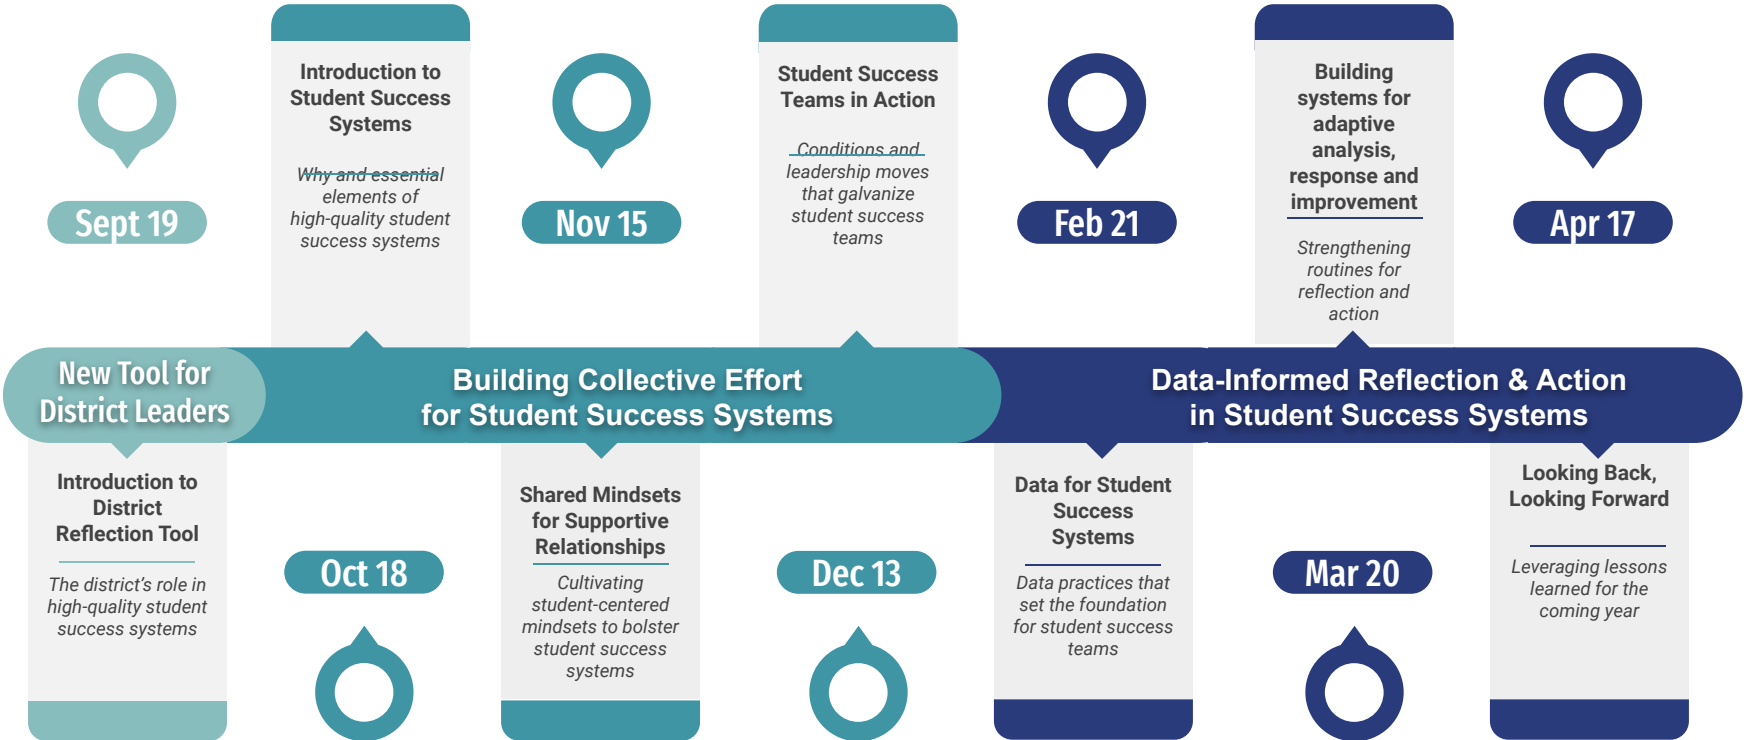 Sept 19
Introduction to
Student Success
Systems
Why and essential
elements of
high-quality student
success systems
Nov 15
Student Success
Teams in Action
Conditions and
leadership moves
that galvanize
student success
teams
Feb 21
Building
systems for
adaptive
analysis,
response and
improvement
Strengthening
routines for
reflection and
action
Apr 17
New Tool for
District Leaders
Building Collective Effort
for Student Success Systems
Data-Informed Reflection & Action
in Student Success Systems
Introduction to
District
Reflection Tool
The district’s role in
high-quality student
success systems
Oct 18
Shared Mindsets
for Supportive
Relationships
Cultivating
student-centered
mindsets to bolster
student success
systems
Dec 13
Data for Student
Success
Systems
Data practices that
set the foundation
for student success
teams
Mar 20
Looking Back,
Looking Forward
Leveraging lessons
learned for the
coming year